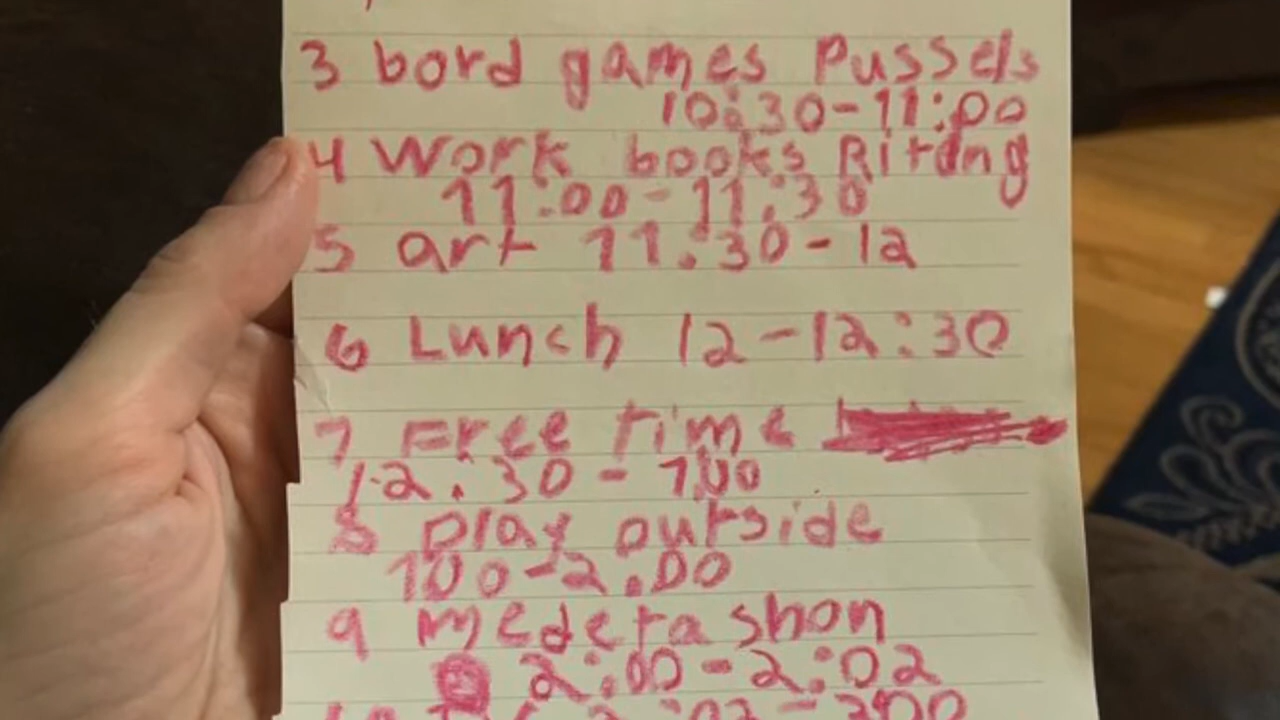 3 bord games Pussels
10:30-11:00
4 Work books Riting
11:00-11:30
5 art 11:30-12
6 Lunch 12-12:30
7 Free time
12:30-1:00
8 play outside
100-2:00
9 medetashon
2:00-2:02